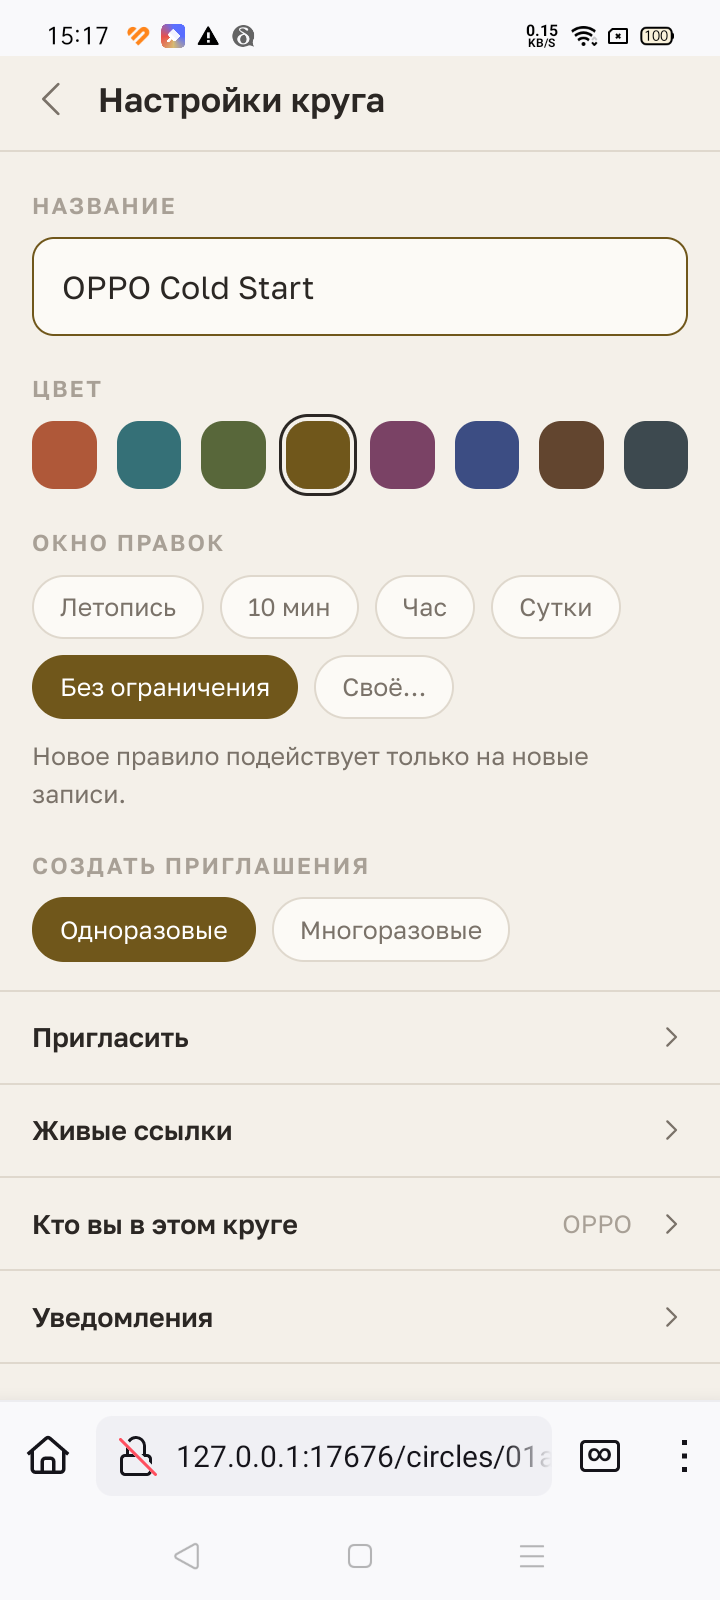 15:17
0.15
KB/S
100
Настройки круга
НАЗВАНИЕ
OPPO Cold Start
ЦВЕТ
ОКНО ПРАВОК
Летопись 10 мин Час Сутки
Без ограничения Своё...
Новое правило подействует только на новые
записи.
СОЗДАТЬ ПРИГЛАШЕНИЯ
Одноразовые Многоразовые
Пригласить
Живые ссылки
Кто вы в этом круге OPPO
Уведомления
127.0.0.1:17676/circles/01a